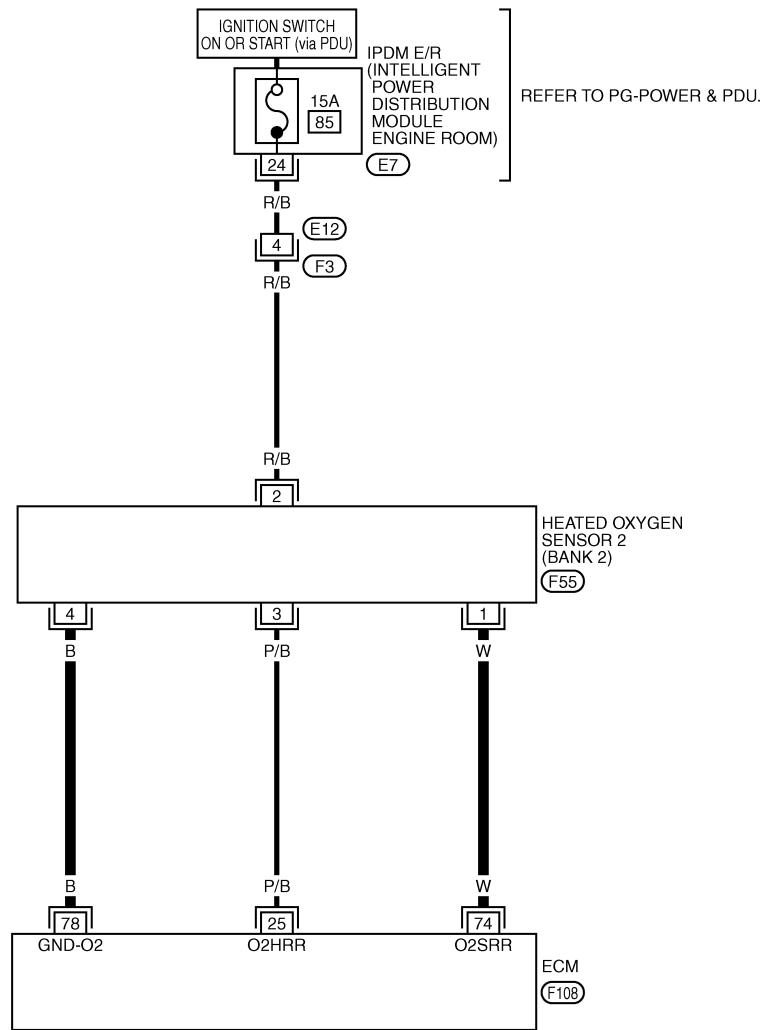 IGNITION SWITCH
ON OR START (via PDU)
IPDM E/R
(INTELLIGENT
POWER
DISTRIBUTION
MODULE
ENGINE ROOM)
REFER TO PG-POWER & PDU.
15A
85
24
E7
R/B
E12
4
F3
R/B
R/B
2
HEATED OXYGEN
SENSOR 2
(BANK 2)
F55
4 3 1
B P/B W
B P/B W
78 25 74
GND-O2 O2HRR O2SRR
ECM
F108